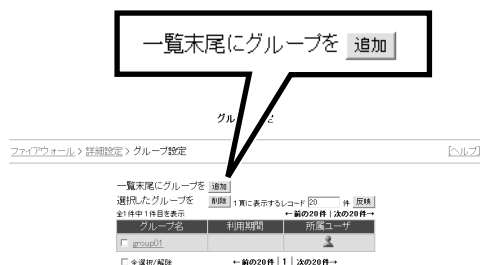 一覧末尾にグループを 追加
ファイアウォール > 詳細設定 > グループ設定 [ヘルプ]
一覧末尾にグループを 追加
選択したグループを 削除 1頁に表示するレコード 20 件 反映
全1件中1件目を表示 ←前の20件 | 次の20件→
グループ名 利用期間 所属ユーザ
group01
全選択/解除 ←前の20件 | 1 | 次の20件→